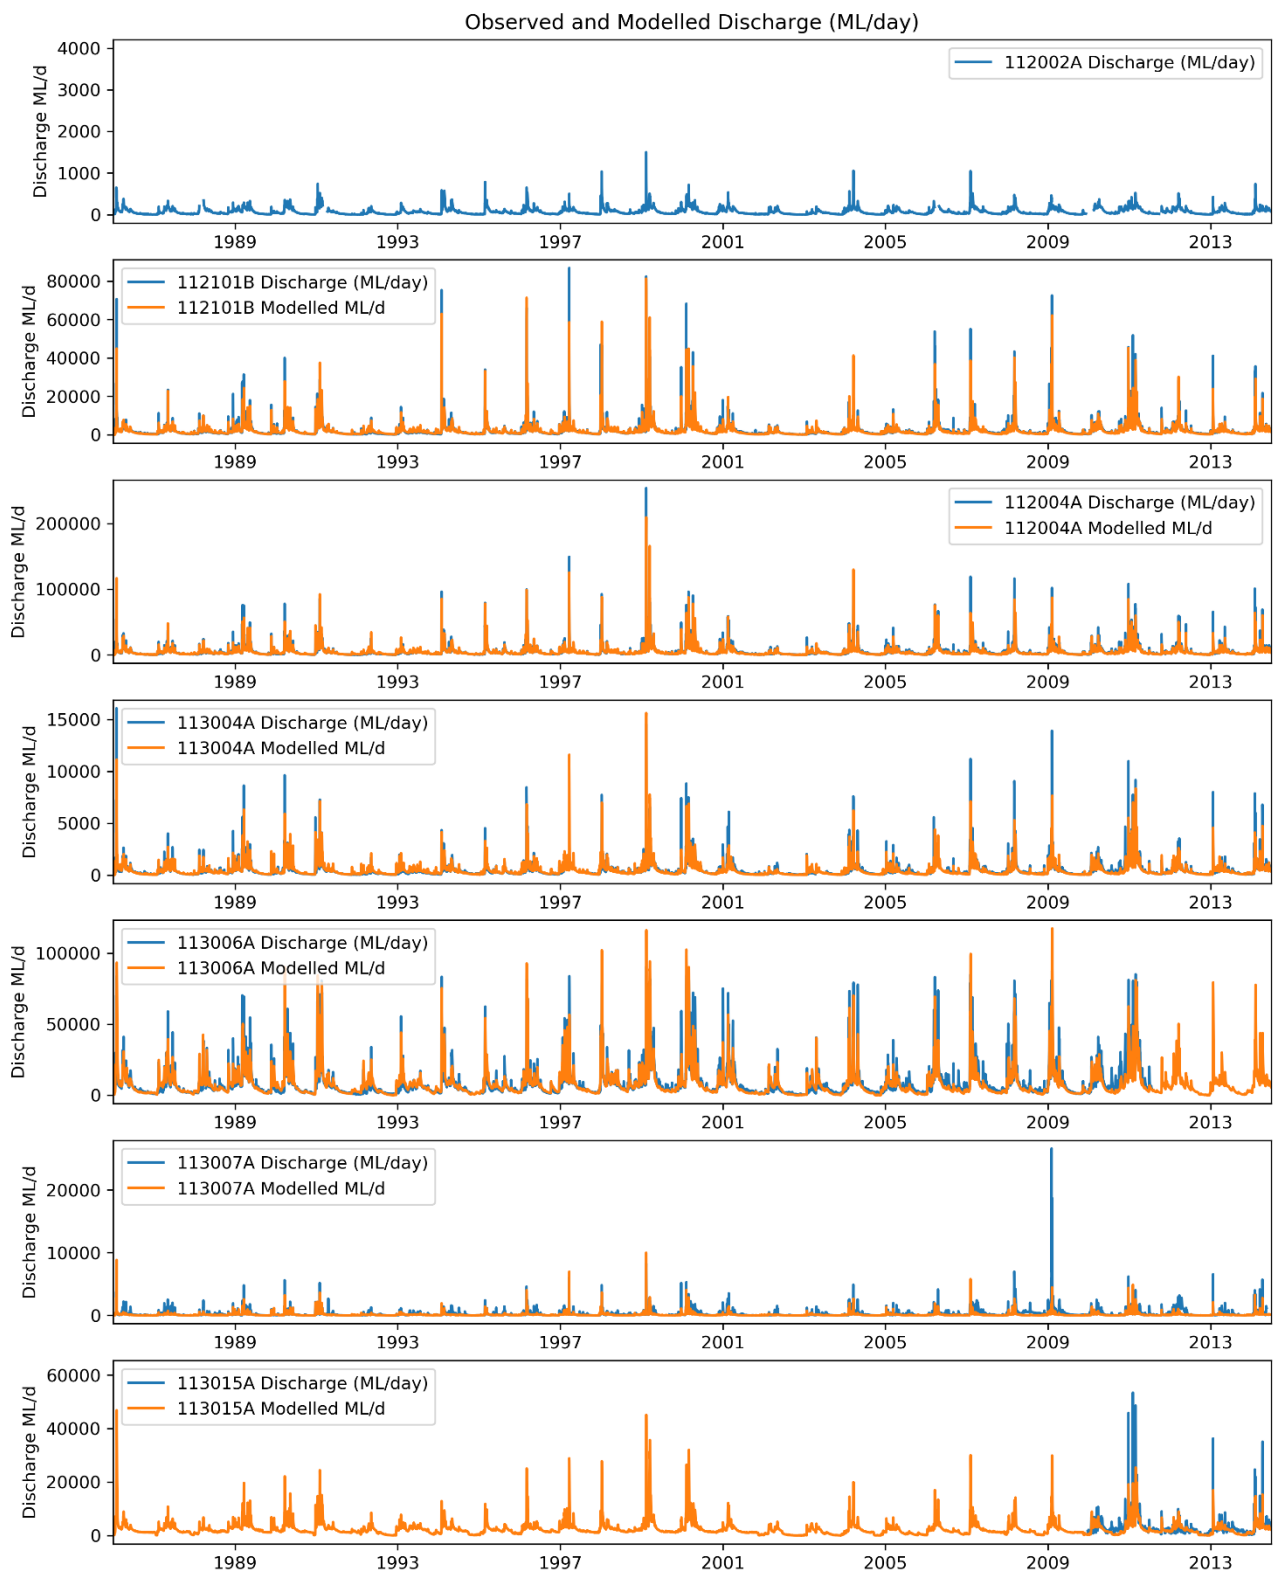 Observed and Modelled Discharge (ML/day)
Discharge ML/d
4000
3000
2000
1000
0
112002A Discharge (ML/day)
1989 1993 1997 2001 2005 2009 2013
Discharge ML/d
80000
60000
40000
20000
0
112101B Discharge (ML/day)
112101B Modelled ML/d
1989 1993 1997 2001 2005 2009 2013
Discharge ML/d
200000
100000
0
112004A Discharge (ML/day)
112004A Modelled ML/d
1989 1993 1997 2001 2005 2009 2013
Discharge ML/d
15000
10000
5000
0
113004A Discharge (ML/day)
113004A Modelled ML/d
1989 1993 1997 2001 2005 2009 2013
Discharge ML/d
100000
50000
0
113006A Discharge (ML/day)
113006A Modelled ML/d
1989 1993 1997 2001 2005 2009 2013
Discharge ML/d
20000
10000
0
113007A Discharge (ML/day)
113007A Modelled ML/d
1989 1993 1997 2001 2005 2009 2013
Discharge ML/d
60000
40000
20000
0
113015A Discharge (ML/day)
113015A Modelled ML/d
1989 1993 1997 2001 2005 2009 2013